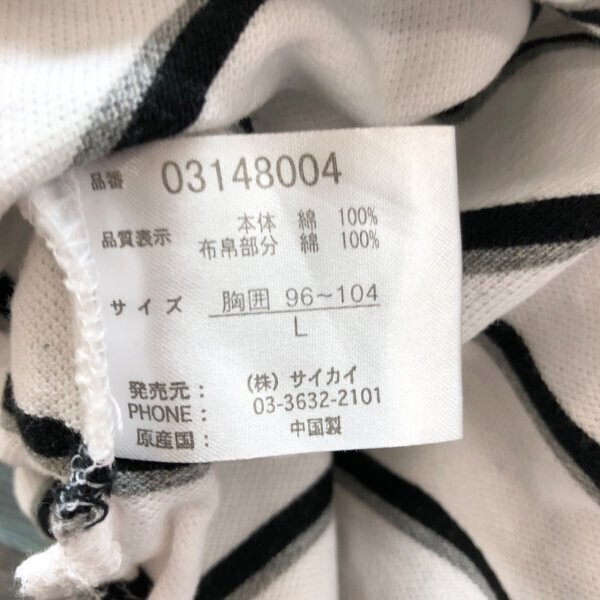 品番 03148004
品質表示 本体 綿 100%
布帛部分 綿 100%
サイズ 胸囲 96~104
L
発売元: (株) サイカイ
PHONE: 03-3632-2101
原産国: 中国製